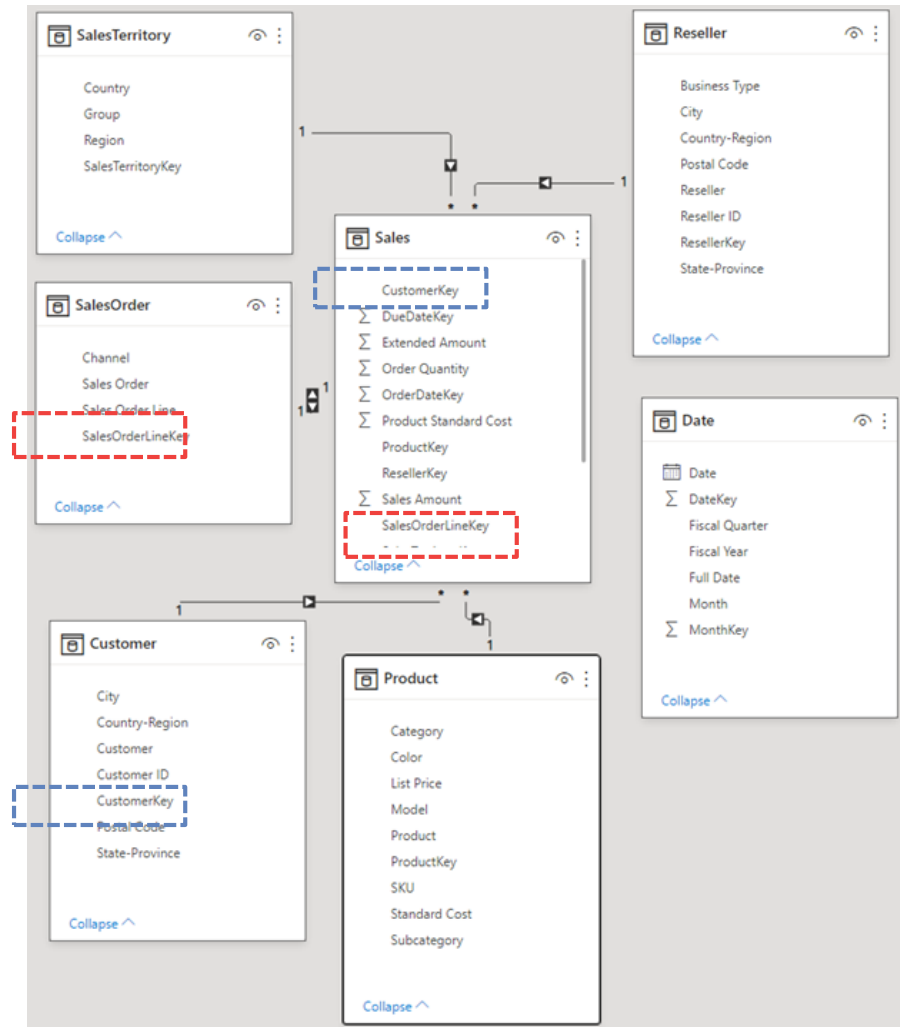 SalesTerritory
Country
Group
Region
SalesTerritoryKey
Collapse
1
Reseller
Business Type
City
Country-Region
Postal Code
Reseller
Reseller ID
ResellerKey
State-Province
Collapse
1
*
*
SalesOrder
Channel
Sales Order
Sales Order Line
SalesOrderLineKey
Collapse
1
1
Sales
CustomerKey
DueDateKey
Extended Amount
Order Quantity
OrderDateKey
Product Standard Cost
ProductKey
ResellerKey
Sales Amount
SalesOrderLineKey
Collapse
*
*
Date
Date
DateKey
Fiscal Quarter
Fiscal Year
Full Date
Month
MonthKey
Collapse
1
Customer
City
Country-Region
Customer
Customer ID
CustomerKey
Postal Code
State-Province
Collapse
1
Product
Category
Color
List Price
Model
Product
ProductKey
SKU
Standard Cost
Subcategory
Collapse